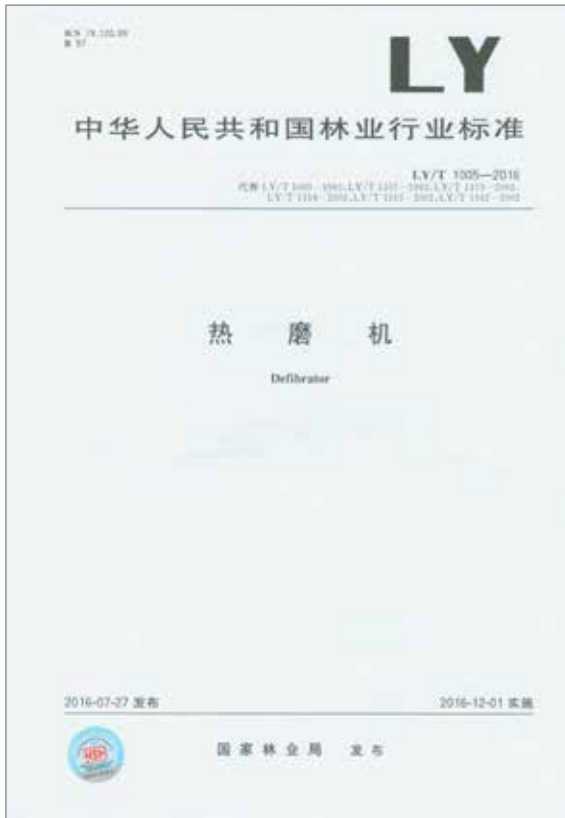 LY
中华人民共和国林业行业标准
LY/T 1005—2016
热 磨 机
Defibrator
2016-07-27 发布
2016-12-01 实施
国家林业局 发布